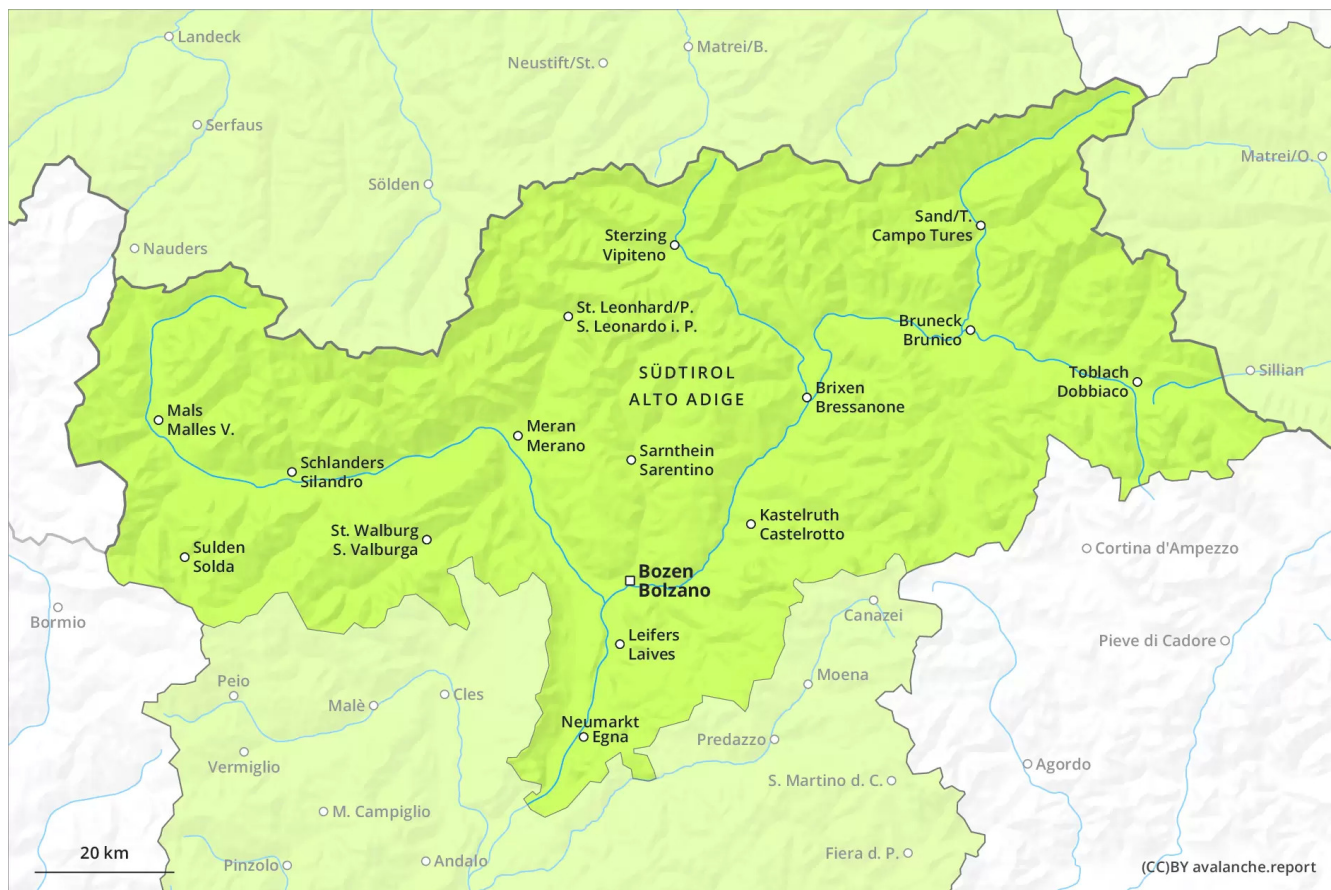 Landeck
Matrei/B.
Neustift/St.
Serfaus
Matrei/O.
Sölden
Sand/T.
Campo Tures
Sterzing
Vipiteno
Nauders
St. Leonhard/P.
S. Leonardo i. P.
Bruneck
Brunico
SÜDTIROL
ALTO ADIGE
Toblach
Dobbiaco
Sillian
Brixen
Bressanone
Mals
Malles V.
Meran
Merano
Sarnthein
Sarentino
Schlanders
Silandro
Kastelruth
Castelrotto
St. Walburg
S. Valburga
Sulden
Solda
Cortina d'Ampezzo
Bozen
Bolzano
Bormio
Canazei
Leifers
Laives
Pieve di Cadore
Moena
Peio
Cles
Malè
Neumarkt
Egna
Predazzo
Vermiglio
Agordo
S. Martino d. C.
M. Campiglio
20 km
Pinzolo
Andalo
Fiera d. P.
(CC)BY avalanche.report